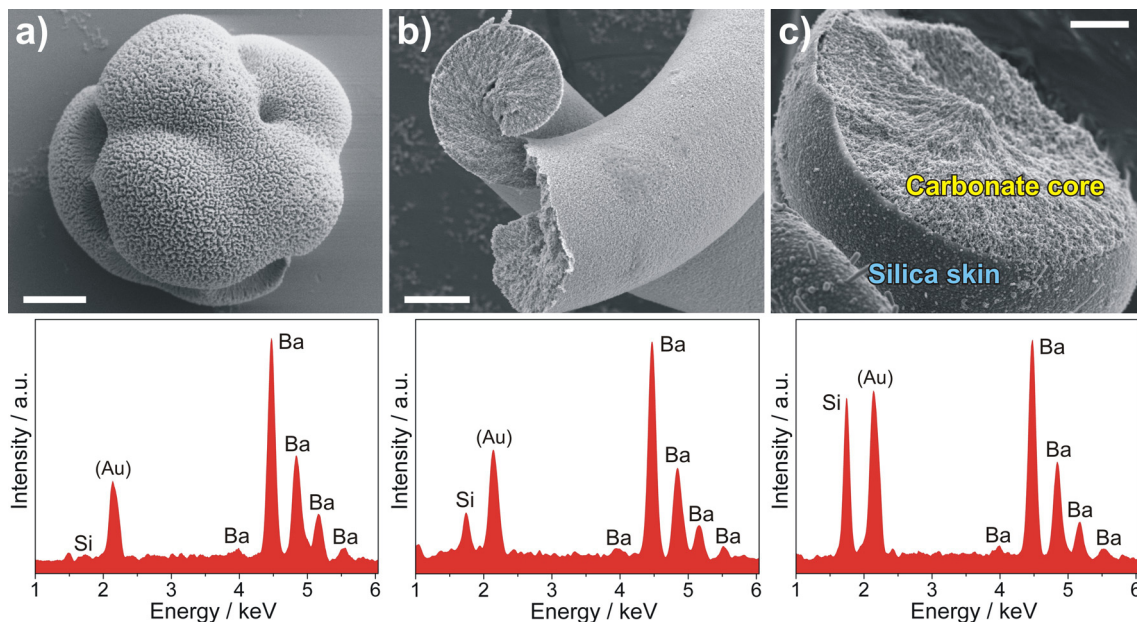 a)
b)
c)
Carbonate core
Silica skin
Intensity / a.u.
Si
(Au)
Ba
Ba
Ba
Ba
Ba
1 2 3 4 5 6
Energy / keV
Intensity / a.u.
Si
(Au)
Ba
Ba
Ba
Ba
Ba
1 2 3 4 5 6
Energy / keV
Intensity / a.u.
Si
(Au)
Ba
Ba
Ba
Ba
Ba
1 2 3 4 5 6
Energy / keV